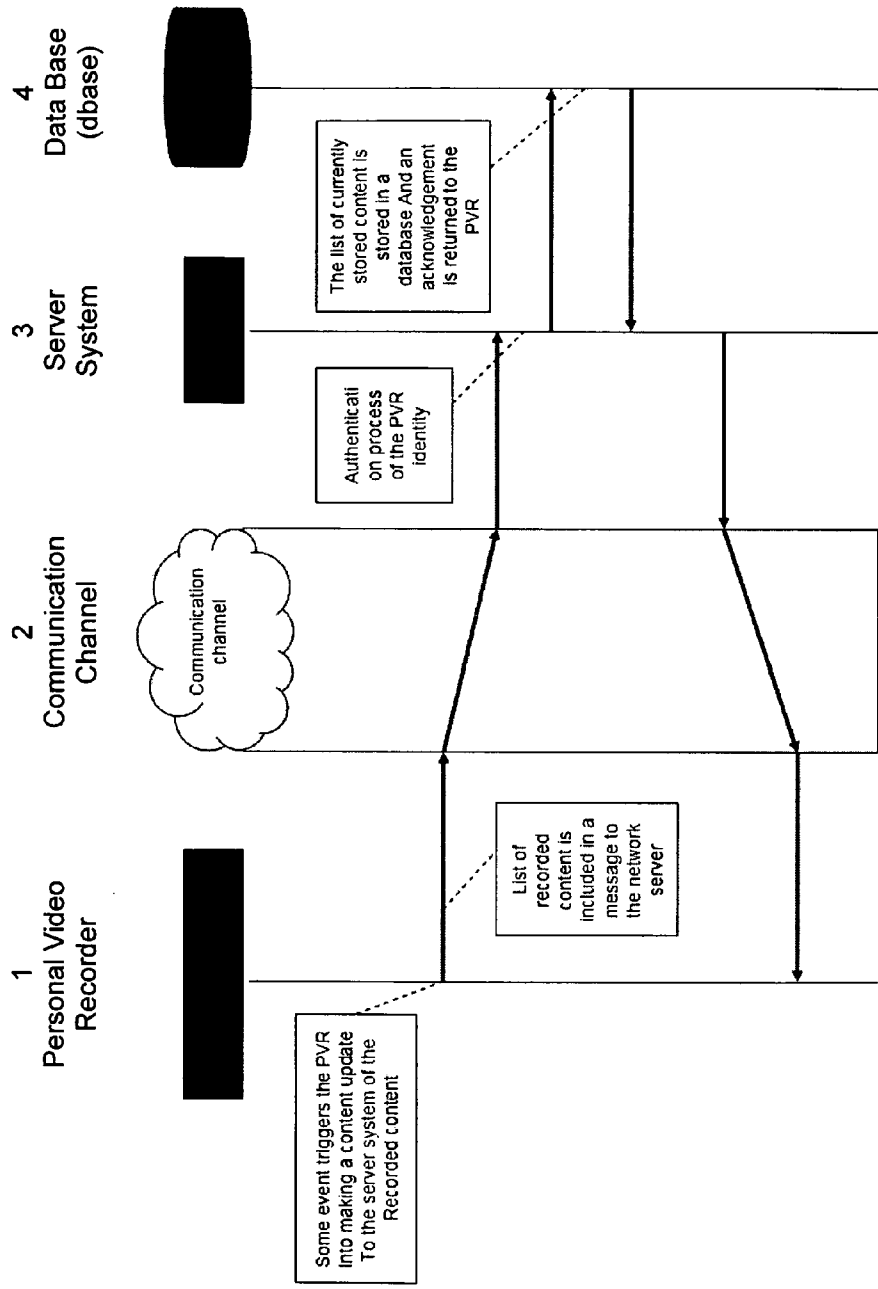 1
Personal Video
Recorder
2
Communication
Channel
3
Server
System
4
Data Base
(dbase)
Communication
channel
Some event triggers the PVR
Into making a content update
To the server system of the
Recorded content
List of
recorded
content is
included in a
message to
the network
server
Authenticati
on process
of the PVR
identity
The list of currently
stored content is
stored in a
database And an
acknowledgement
is returned to the
PVR